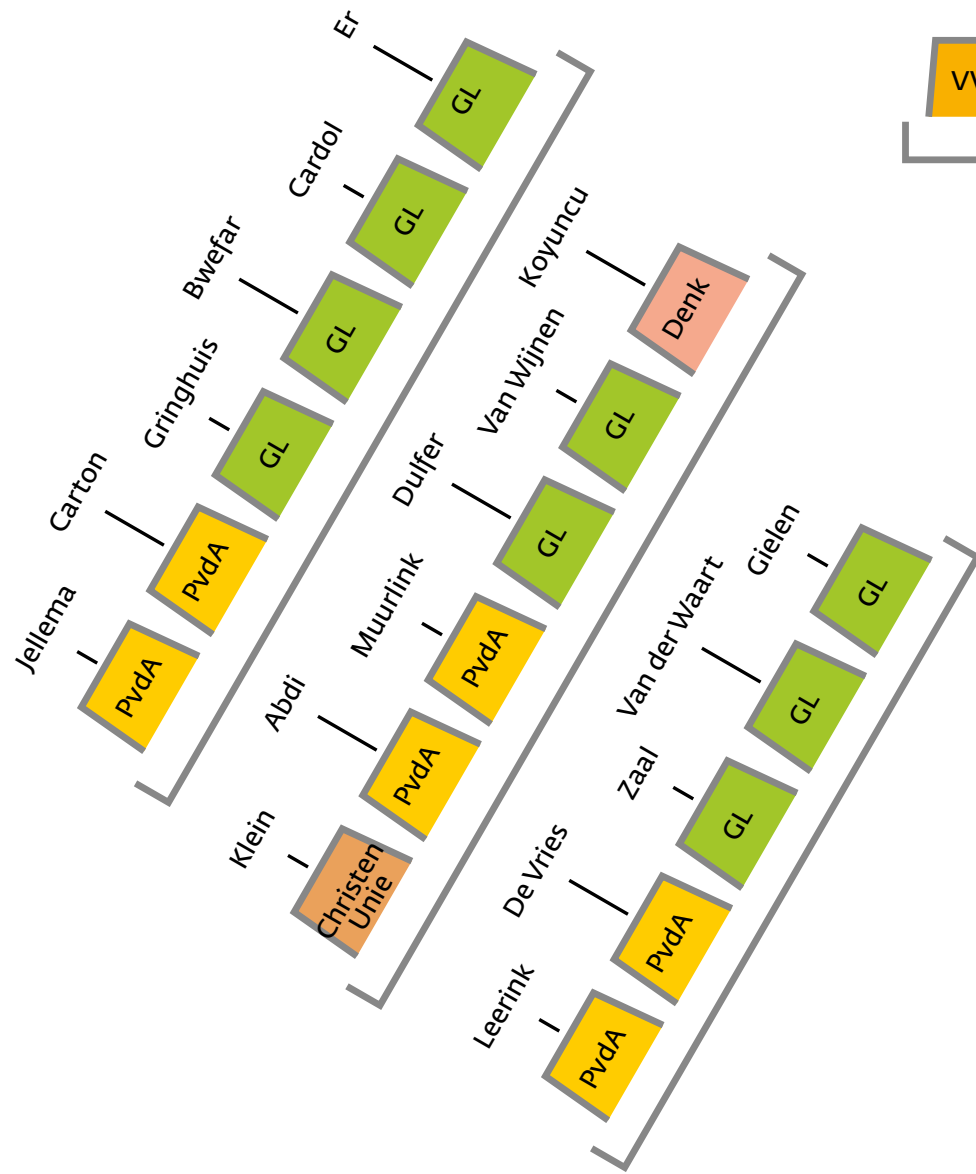 Er
GL
Cardol
GL
Bwefar
GL
Gringhuis
GL
Carton
PvdA
Jellema
PvdA
Koyuncu
Denk
Van Wijnen
GL
Dulfer
GL
Muurlink
PvdA
Abdi
PvdA
Klein
Christen
Unie
Gielen
GL
Van der Waart
GL
Zaal
GL
De Vries
PvdA
Leerink
PvdA